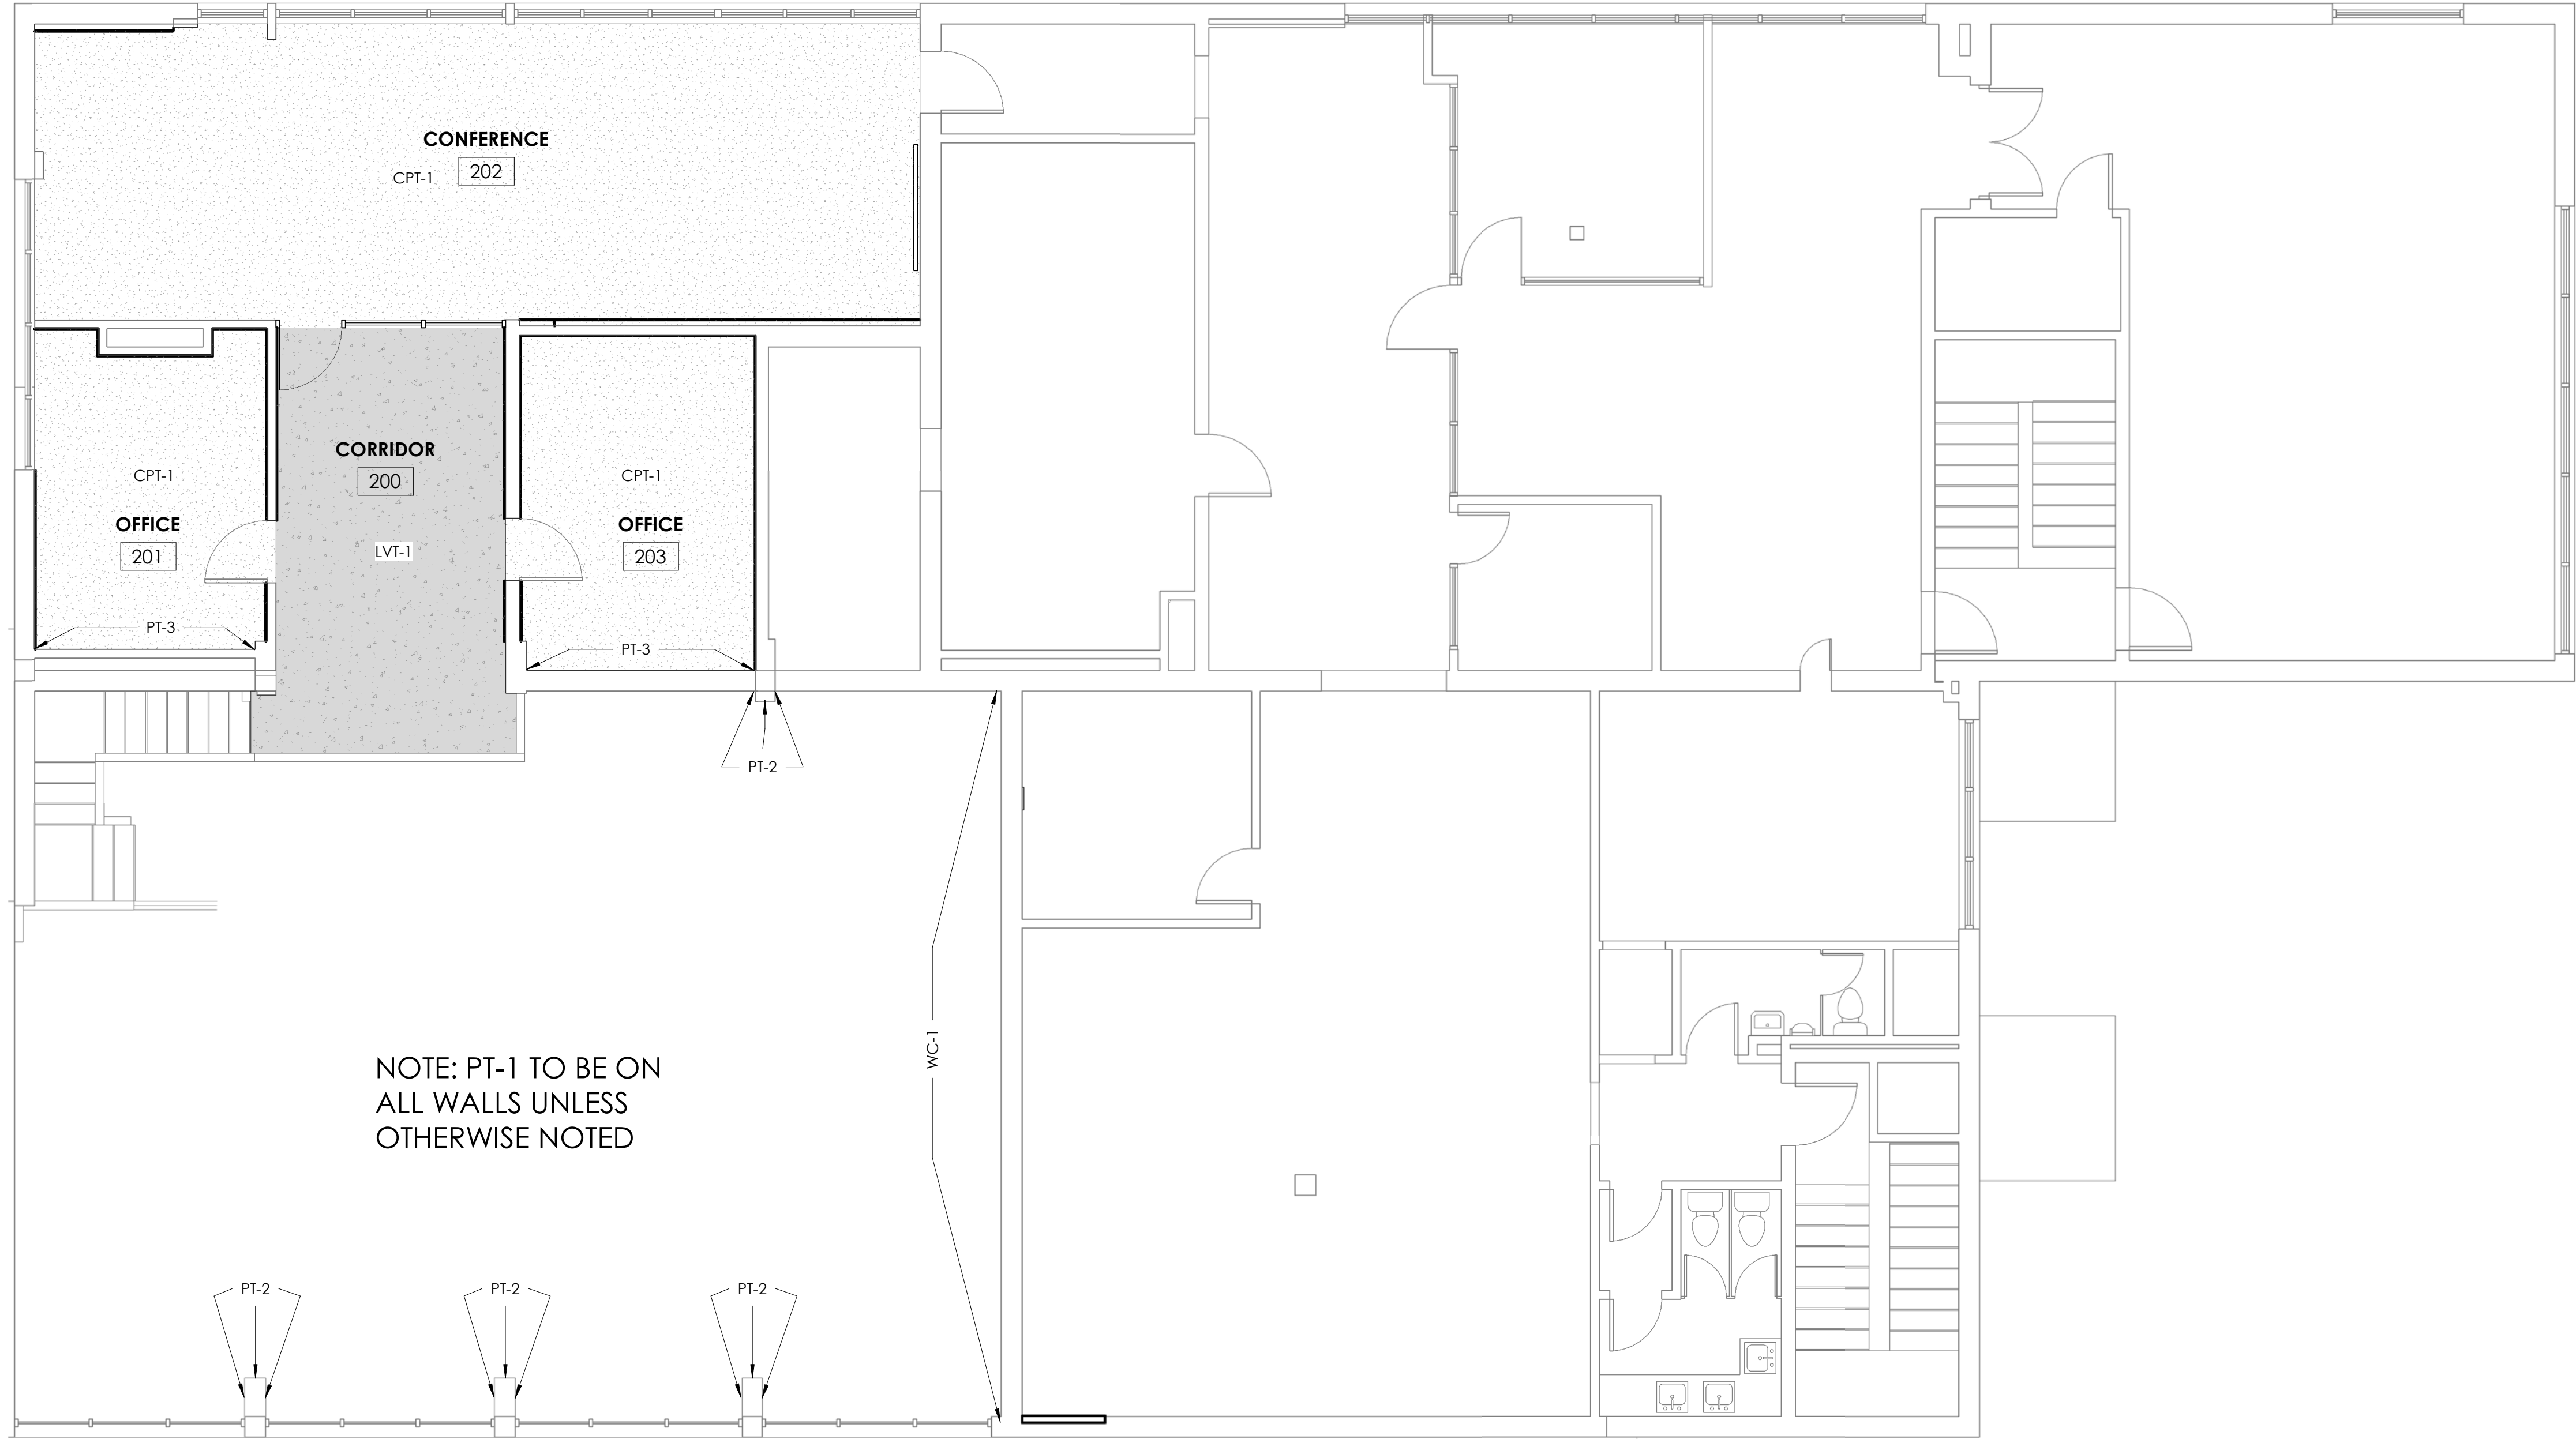 CONFERENCE
CPT-1
202
CORRIDOR
200
CPT-1
CPT-1
OFFICE
201
LVT-1
OFFICE
203
PT-3
PT-3
PT-2
WC-1
NOTE: PT-1 TO BE ON
ALL WALLS UNLESS
OTHERWISE NOTED
PT-2
PT-2
PT-2